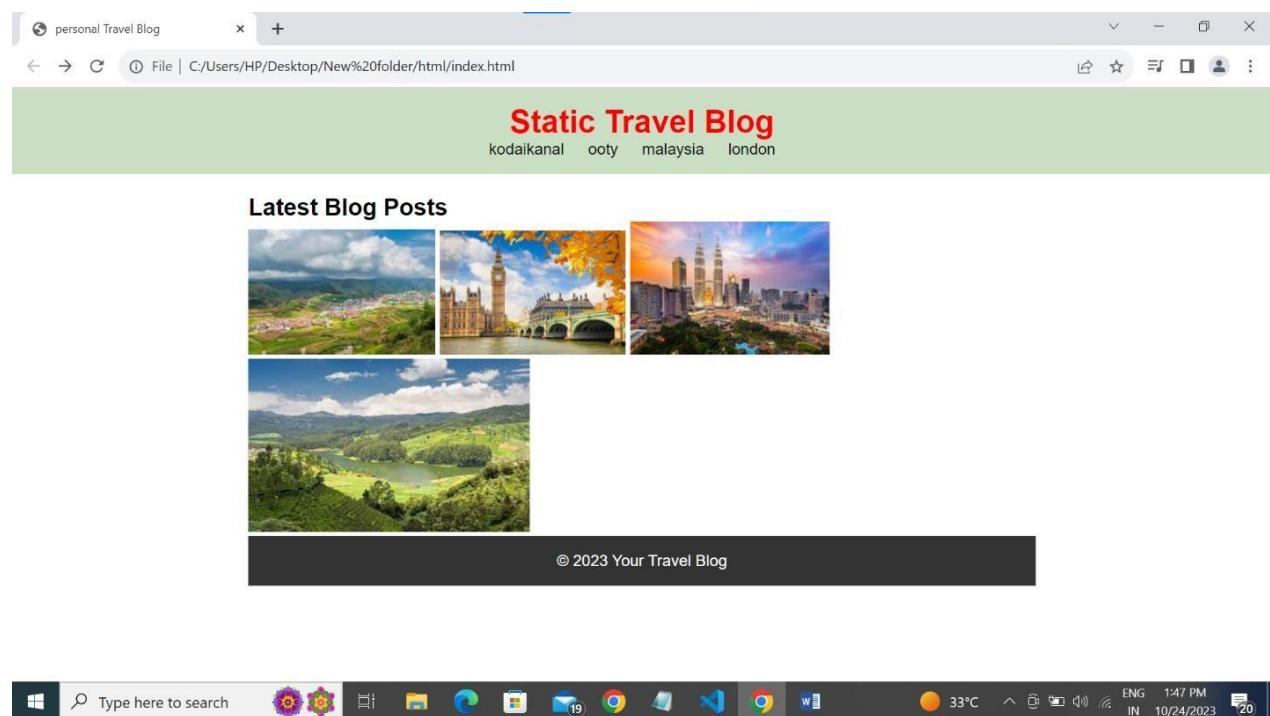 personal Travel Blog
File | C:/Users/HP/Desktop/New%20folder/html/index.html
Static Travel Blog
kodaikanal ooty malaysia london
Latest Blog Posts
© 2023 Your Travel Blog
Type here to search
19
W
33°C
ENG
IN
1:47 PM
10/24/2023
20